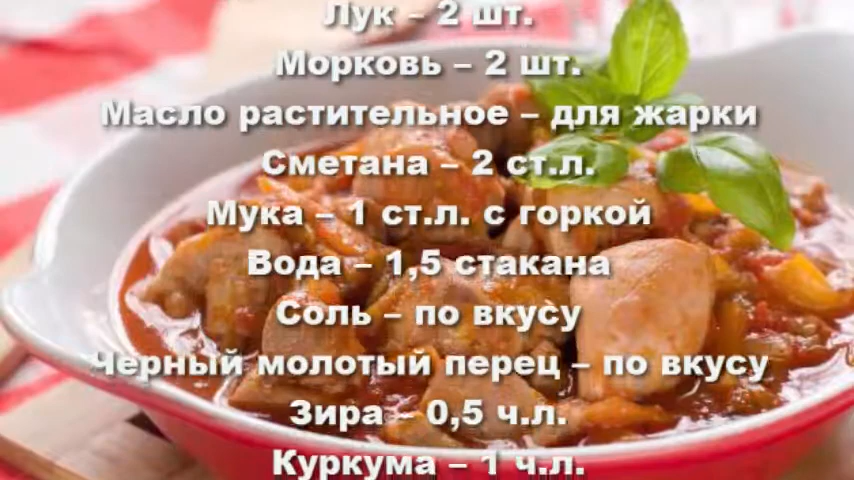 Лук – 2 шт.
Морковь – 2 шт.
Масло растительное – для жарки
Сметана – 2 ст.л.
Мука – 1 ст.л. с горкой
Вода – 1,5 стакана
Соль – по вкусу
Черный молотый перец – по вкусу
Зира – 0,5 ч.л.
Куркума – 1 ч.л.